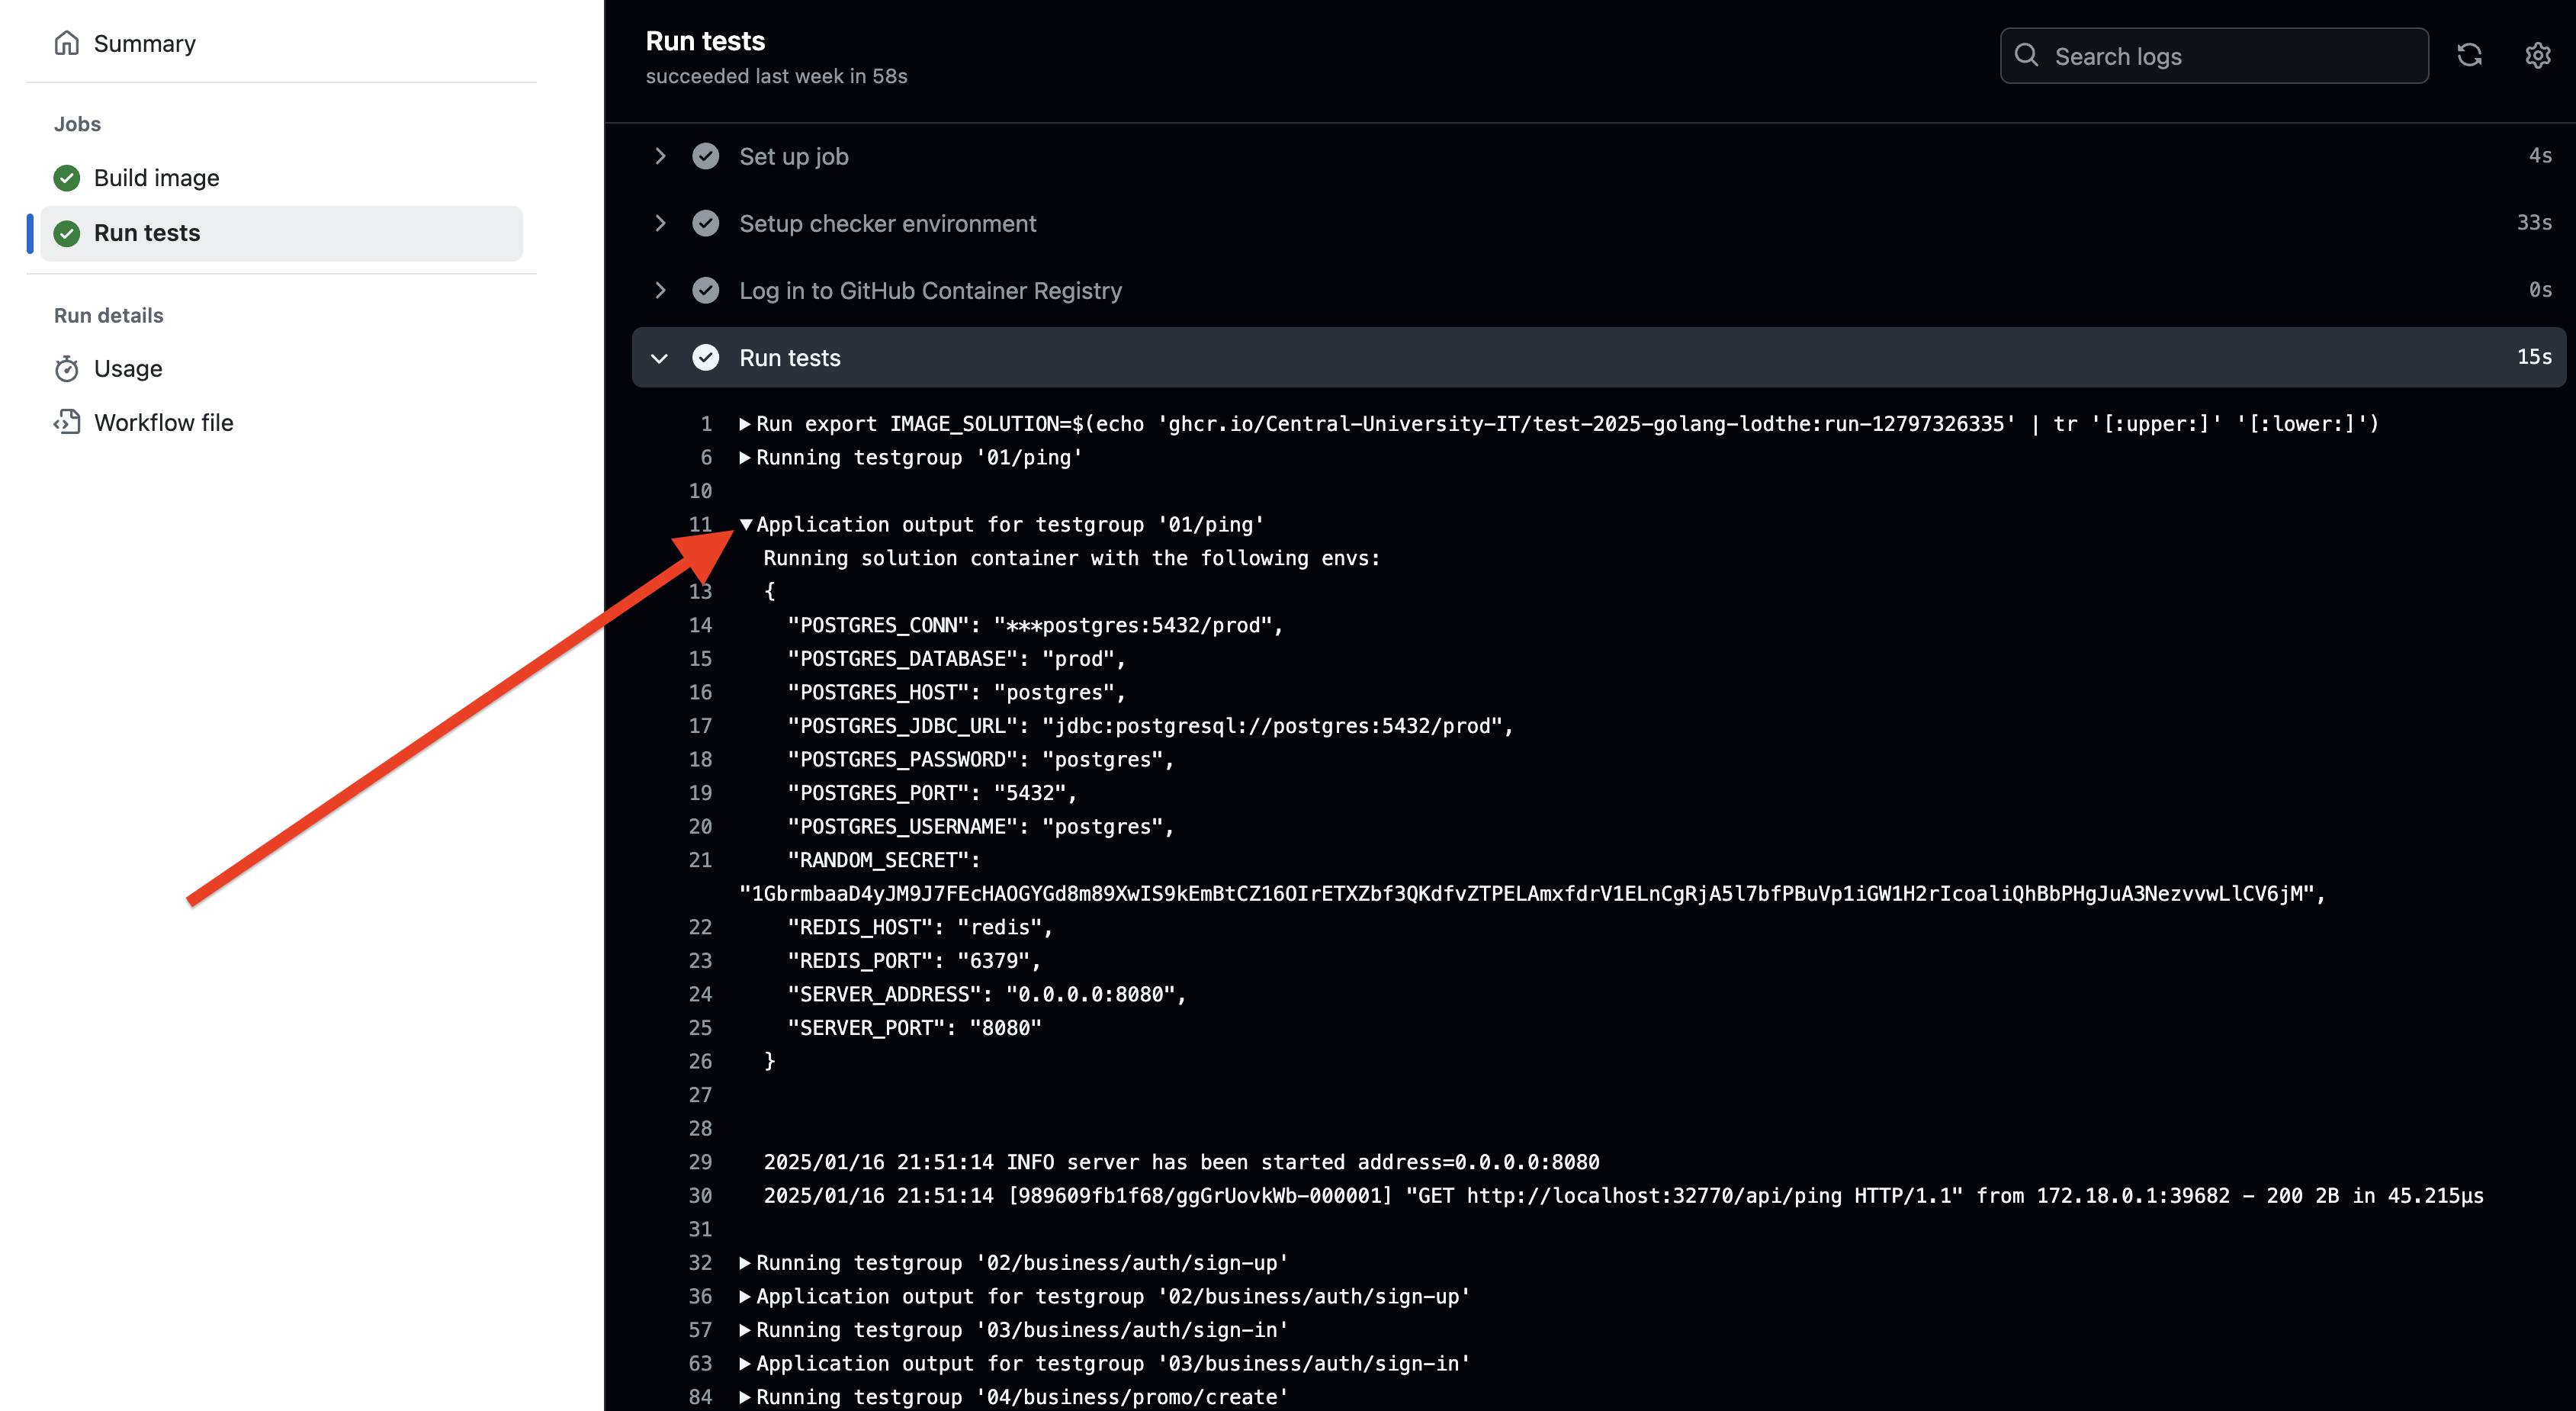 Summary
Jobs
Build image
Run tests
Run details
Usage
Workflow file
Run tests
succeeded last week in 58s
Search logs
Set up job 4s
Setup checker environment 33s
Log in to GitHub Container Registry 0s
Run tests 15s
1 ▶Run export IMAGE_SOLUTION=$(echo 'ghcr.io/Central-University-IT/test-2025-golang-lodthe:run-12797326335' | tr '[:upper:]' '[:lower:]')
6 ▶Running testgroup '01/ping'
10
11 ▼Application output for testgroup '01/ping'
Running solution container with the following envs:
13 {
14 "POSTGRES_CONN": "***postgres:5432/prod",
15 "POSTGRES_DATABASE": "prod",
16 "POSTGRES_HOST": "postgres",
17 "POSTGRES_JDBC_URL": "jdbc:postgresql://postgres:5432/prod",
18 "POSTGRES_PASSWORD": "postgres",
19 "POSTGRES_PORT": "5432",
20 "POSTGRES_USERNAME": "postgres",
21 "RANDOM_SECRET":
"1GbrmbaaD4yJM9J7FEcHAOGYGd8m89XwIS9kEmBtCZ16OIrETXZbf3QKdfvZTPELAmxfdrV1ELnCgRjA5l7bfPBuVp1iGW1H2rIcoaliQhBbPHgJuA3NezvvwLlCV6jM",
22 "REDIS_HOST": "redis",
23 "REDIS_PORT": "6379",
24 "SERVER_ADDRESS": "0.0.0.0:8080",
25 "SERVER_PORT": "8080"
26 }
27
28
29 2025/01/16 21:51:14 INFO server has been started address=0.0.0.0:8080
30 2025/01/16 21:51:14 [989609fb1f68/ggGrUovkWb-000001] "GET http://localhost:32770/api/ping HTTP/1.1" from 172.18.0.1:39682 - 200 2B in 45.215µs
31
32 ▶Running testgroup '02/business/auth/sign-up'
36 ▶Application output for testgroup '02/business/auth/sign-up'
57 ▶Running testgroup '03/business/auth/sign-in'
63 ▶Application output for testgroup '03/business/auth/sign-in'
84 ▶Running testgroup '04/business/promo/create'